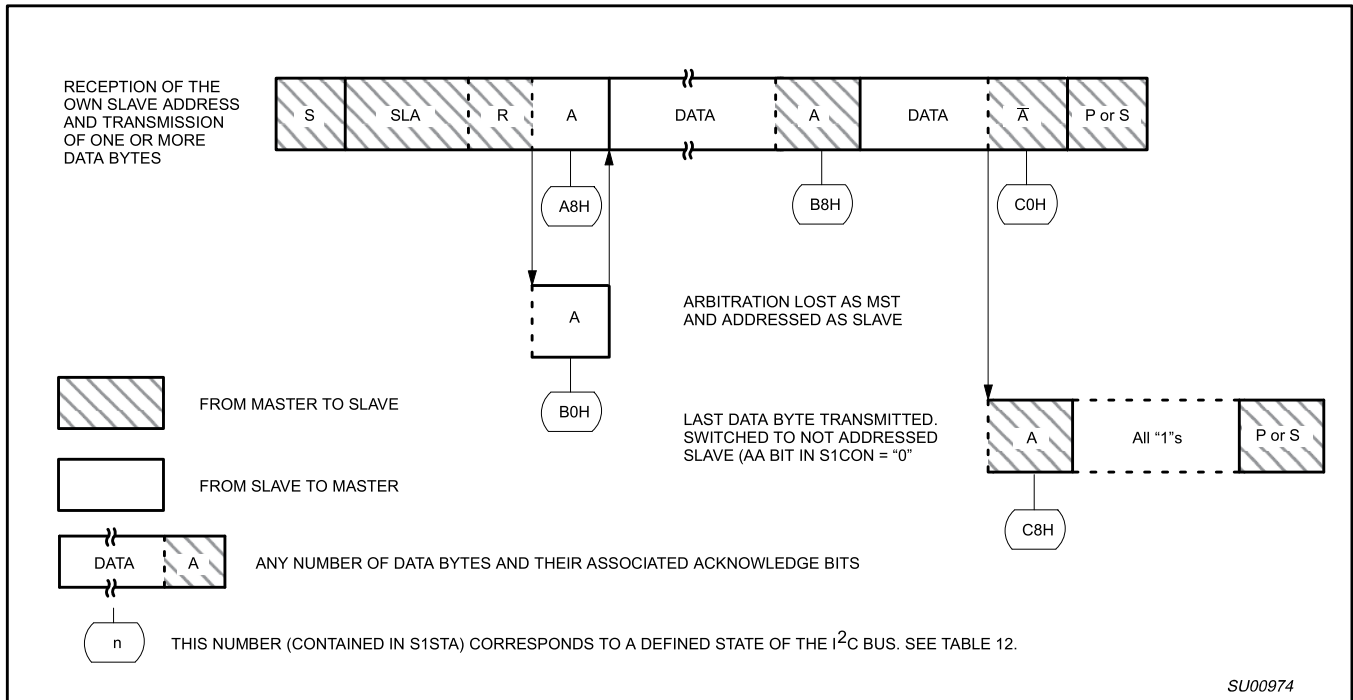 RECEPTION OF THE
OWN SLAVE ADDRESS
AND TRANSMISSION
OF ONE OR MORE
DATA BYTES
S
SLA
R
A
DATA
A
DATA
A̅
P or S
A8H
B8H
C0H
A
B0H
ARBITRATION LOST AS MST
AND ADDRESSED AS SLAVE
LAST DATA BYTE TRANSMITTED.
SWITCHED TO NOT ADDRESSED
SLAVE (AA BIT IN S1CON = “0”
A
All “1”s
P or S
C8H
FROM MASTER TO SLAVE
FROM SLAVE TO MASTER
DATA
A
ANY NUMBER OF DATA BYTES AND THEIR ASSOCIATED ACKNOWLEDGE BITS
n
THIS NUMBER (CONTAINED IN S1STA) CORRESPONDS TO A DEFINED STATE OF THE I²C BUS. SEE TABLE 12.
SU00974